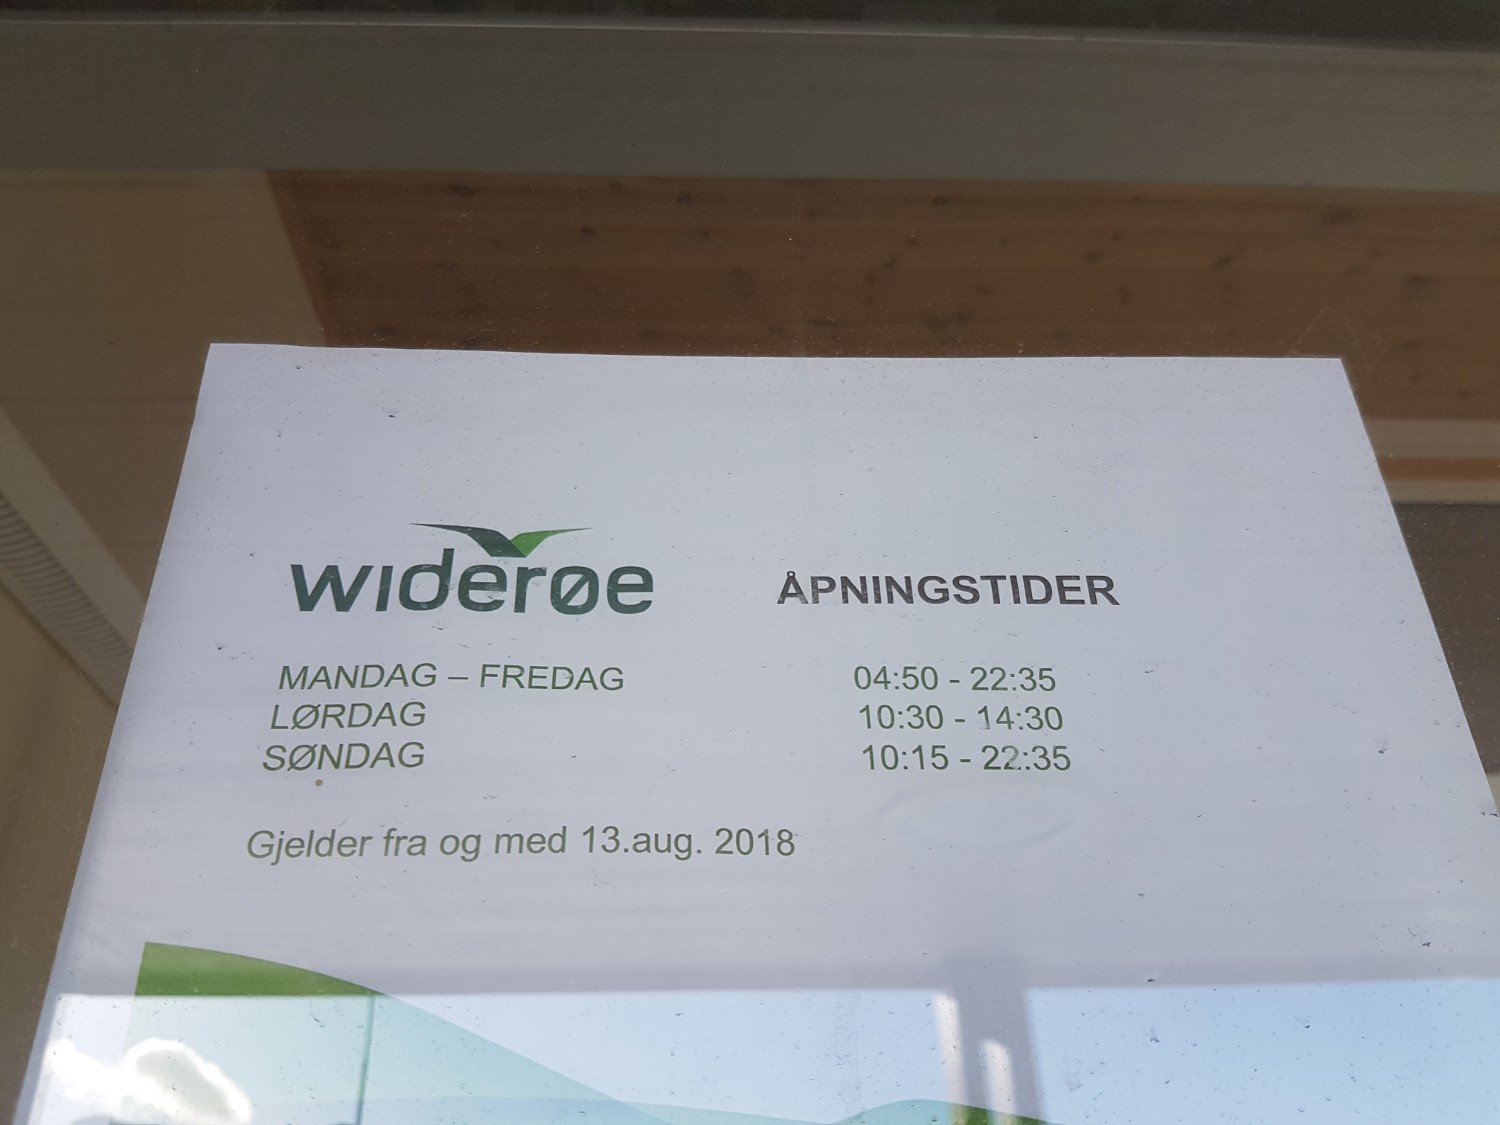 widerøe ÅPNINGSTIDER
MANDAG – FREDAG 04:50 - 22:35
LØRDAG 10:30 - 14:30
SØNDAG 10:15 - 22:35
Gjelder fra og med 13.aug. 2018